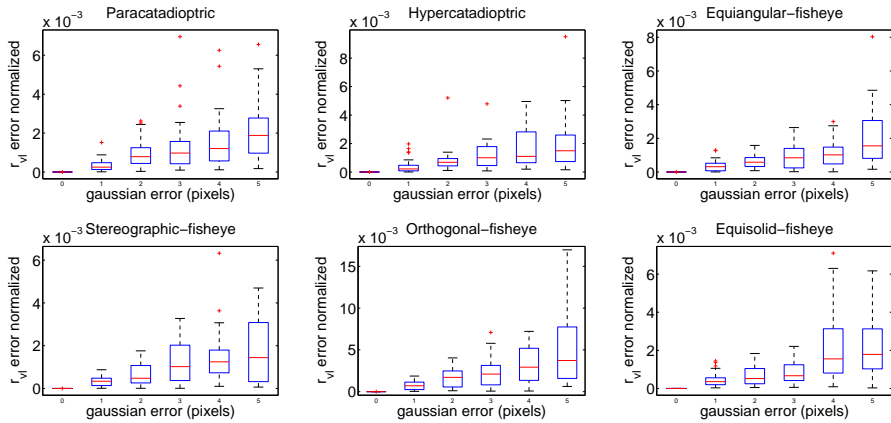 Paracatadioptric
x 10⁻³
r_vl error normalized
6
4
2
0
0 1 2 3 4 5
gaussian error (pixels)
Hypercatadioptric
x 10⁻³
r_vl error normalized
8
6
4
2
0
0 1 2 3 4 5
gaussian error (pixels)
Equiangular−fisheye
x 10⁻³
r_vl error normalized
8
6
4
2
0
0 1 2 3 4 5
gaussian error (pixels)
Stereographic−fisheye
x 10⁻³
r_vl error normalized
6
4
2
0
0 1 2 3 4 5
gaussian error (pixels)
Orthogonal−fisheye
x 10⁻³
r_vl error normalized
15
10
5
0
0 1 2 3 4 5
gaussian error (pixels)
Equisolid−fisheye
x 10⁻³
r_vl error normalized
6
4
2
0
0 1 2 3 4 5
gaussian error (pixels)